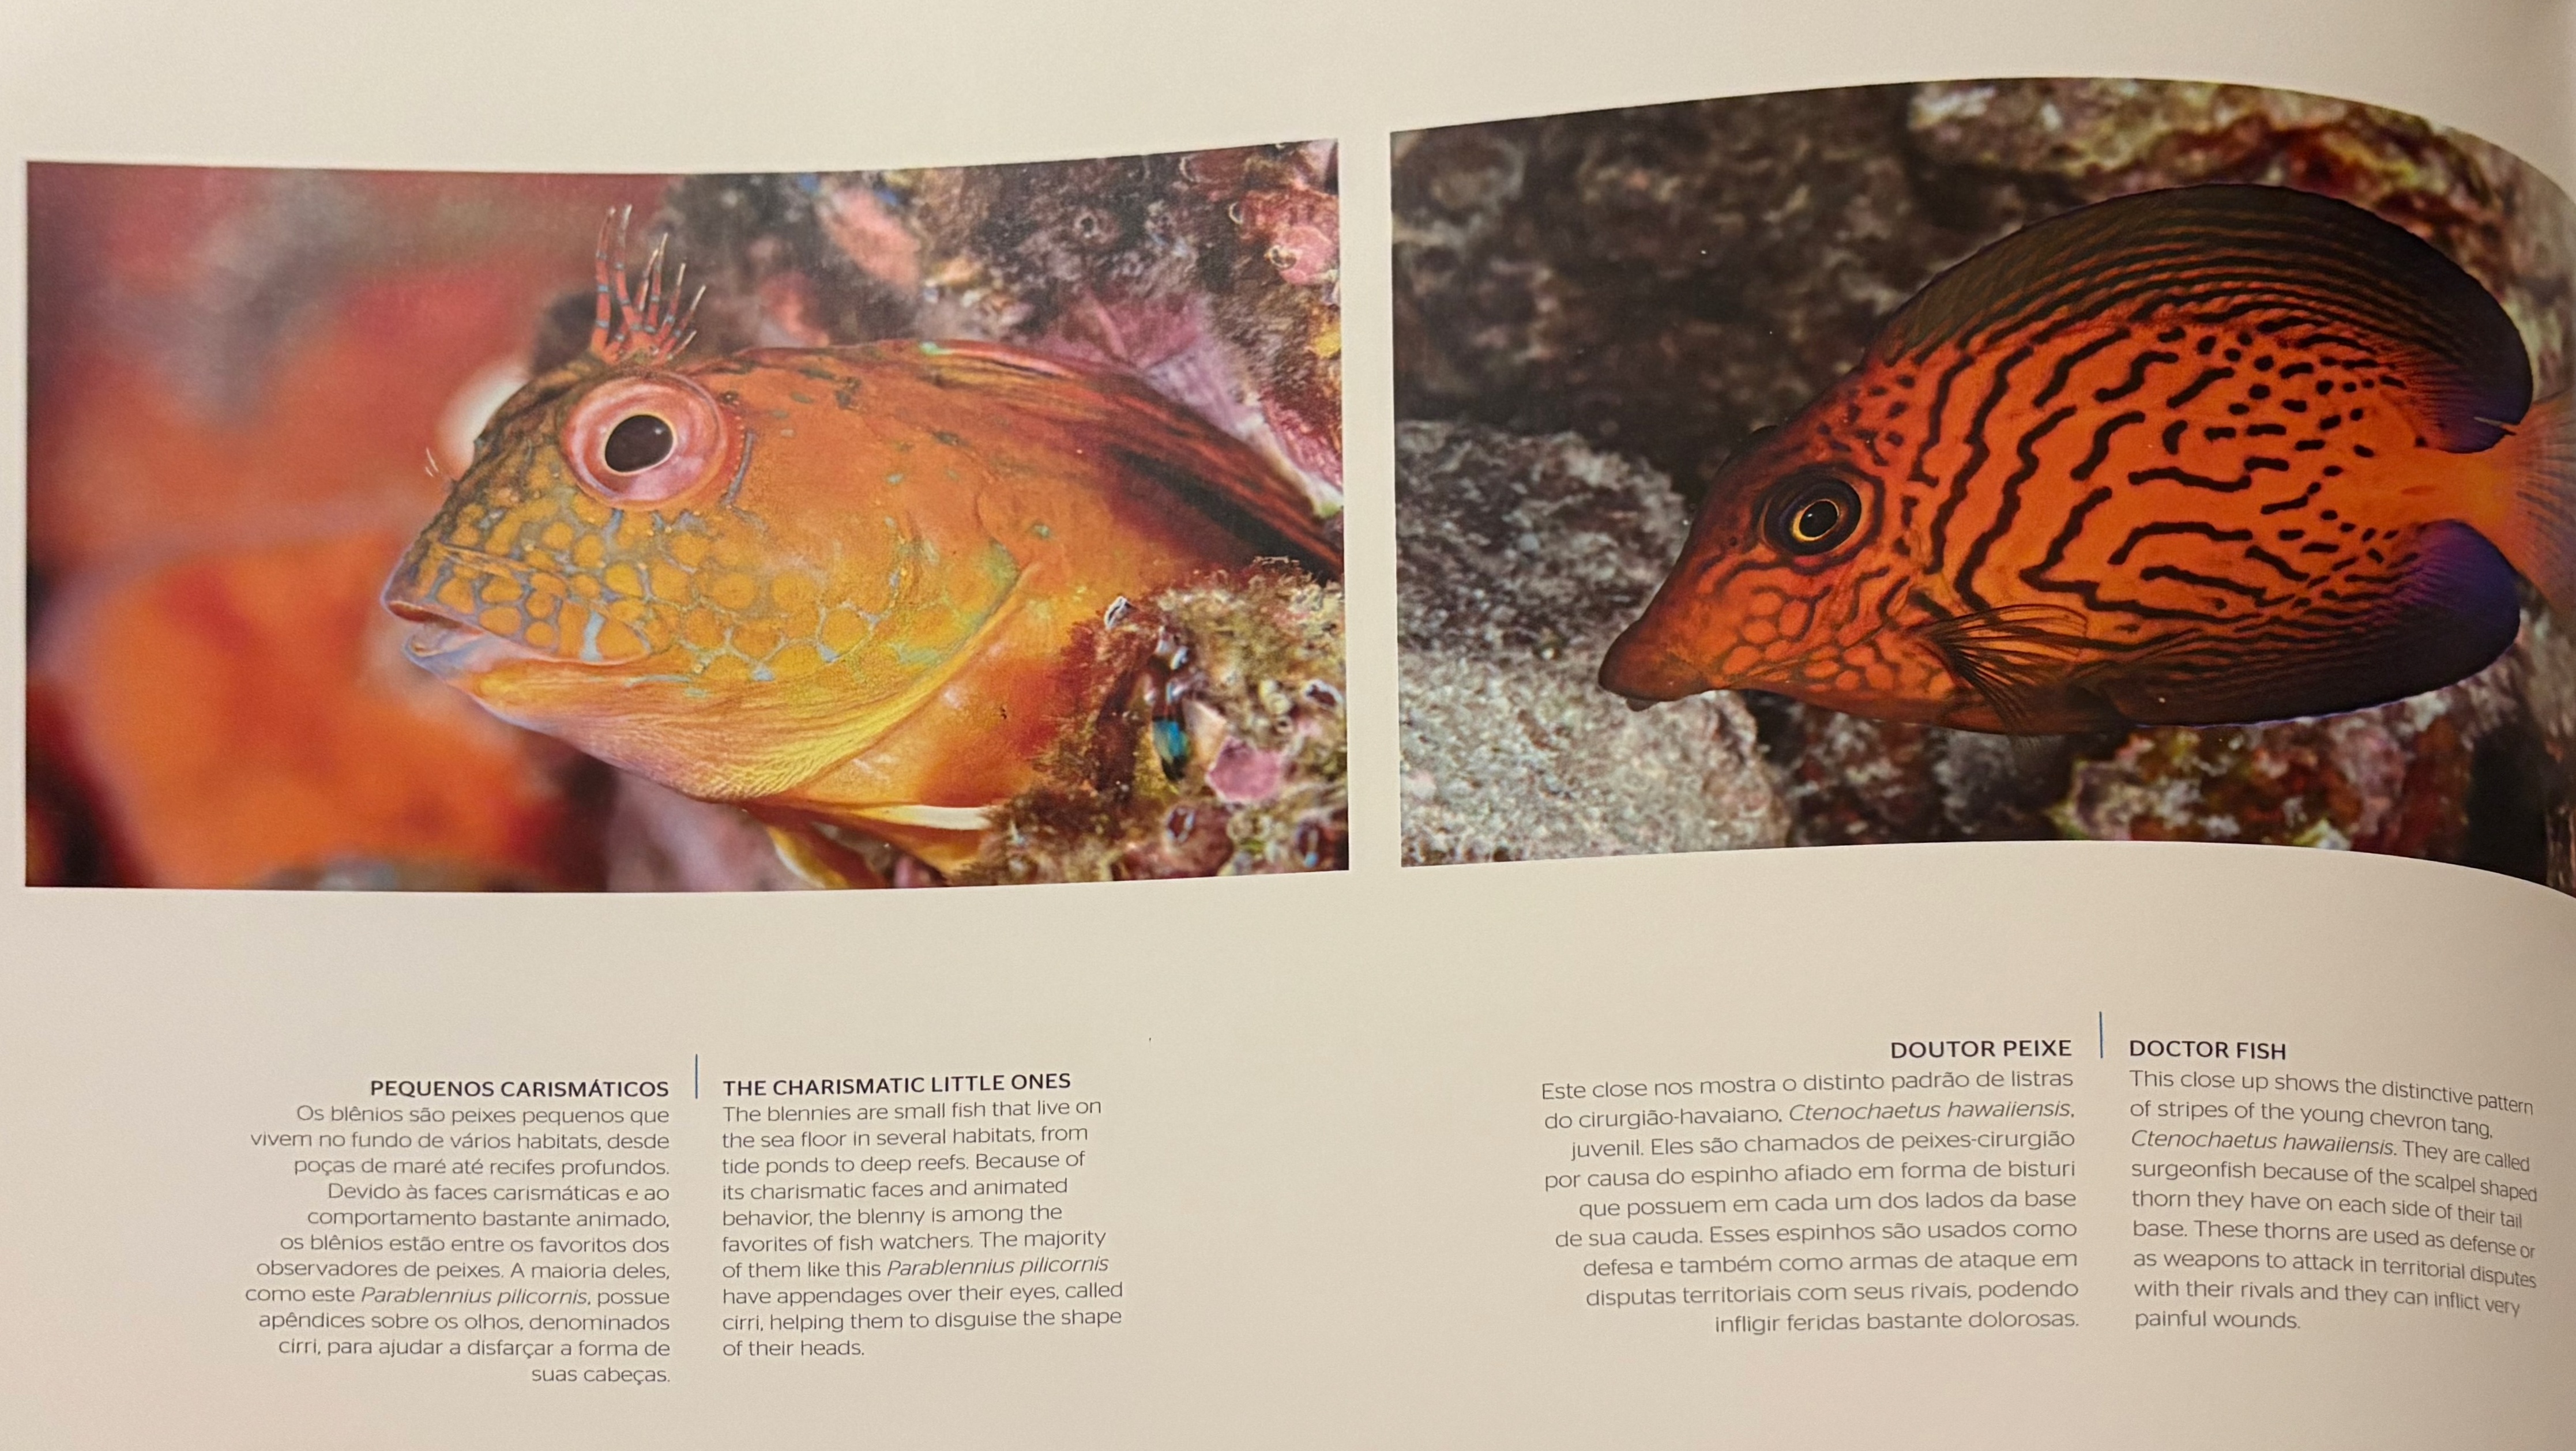 PEQUENOS CARISMÁTICOS
Os blênios são peixes pequenos que
vivem no fundo de vários habitats, desde
poças de maré até recifes profundos.
Devido às faces carismáticas e ao
comportamento bastante animado,
os blênios estão entre os favoritos dos
observadores de peixes. A maioria deles,
como este Parablennius pilicornis, possue
apêndices sobre os olhos, denominados
cirri, para ajudar a disfarçar a forma de
suas cabeças.
THE CHARISMATIC LITTLE ONES
The blennies are small fish that live on
the sea floor in several habitats, from
tide ponds to deep reefs. Because of
its charismatic faces and animated
behavior, the blenny is among the
favorites of fish watchers. The majority
of them like this Parablennius pilicornis
have appendages over their eyes, called
cirri, helping them to disguise the shape
of their heads.
DOUTOR PEIXE
Este close nos mostra o distinto padrão de listras
do cirurgião-havaiano, Ctenochaetus hawaiiensis,
juvenil. Eles são chamados de peixes-cirurgião
por causa do espinho afiado em forma de bisturi
que possuem em cada um dos lados da base
de sua cauda. Esses espinhos são usados como
defesa e também como armas de ataque em
disputas territoriais com seus rivais, podendo
infligir feridas bastante dolorosas.
DOCTOR FISH
This close up shows the distinctive pattern
of stripes of the young chevron tang,
Ctenochaetus hawaiiensis. They are called
surgeonfish because of the scalpel shaped
thorn they have on each side of their tail
base. These thorns are used as defense or
as weapons to attack in territorial disputes
with their rivals and they can inflict very
painful wounds.